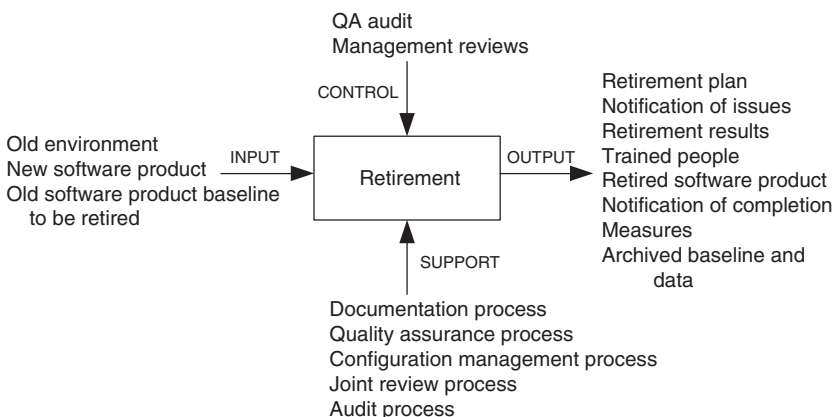 QA audit
Management reviews
CONTROL
Old environment
New software product
Old software product baseline
to be retired
INPUT
Retirement
OUTPUT
Retirement plan
Notification of issues
Retirement results
Trained people
Retired software product
Notification of completion
Measures
Archived baseline and
data
SUPPORT
Documentation process
Quality assurance process
Configuration management process
Joint review process
Audit process